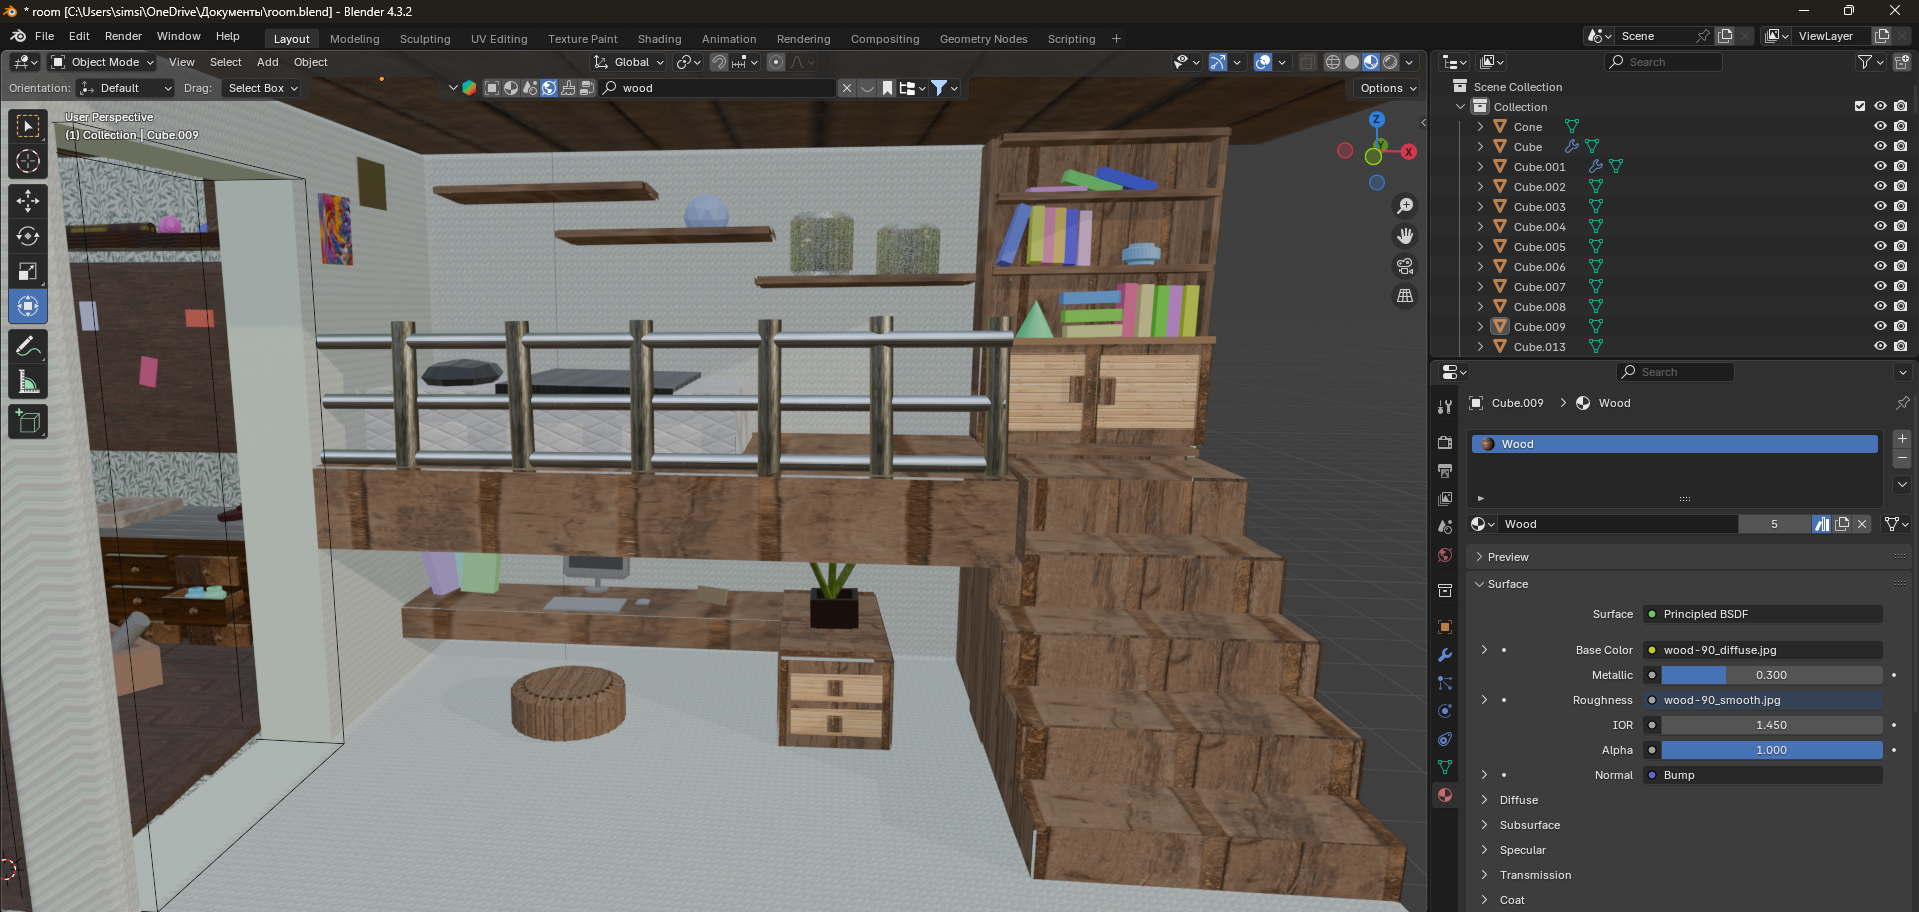 * room [C:\Users\simsi\OneDrive\Документы\room.blend] - Blender 4.3.2
File Edit Render Window Help Layout Modeling Sculpting UV Editing Texture Paint Shading Animation Rendering Compositing Geometry Nodes Scripting + Scene ViewLayer
Object Mode View Select Add Object Global Search
Orientation: Default Drag: Select Box wood Options
User Perspective
(1) Collection | Cube.009
Z
Y
X
Scene Collection
Collection
Cone
Cube
Cube.001
Cube.002
Cube.003
Cube.004
Cube.005
Cube.006
Cube.007
Cube.008
Cube.009
Cube.013
Search
Cube.009 > Wood
Wood
Wood 5
Preview
Surface
Surface Principled BSDF
Base Color wood-90_diffuse.jpg
Metallic 0.300
Roughness wood-90_smooth.jpg
IOR 1.450
Alpha 1.000
Normal Bump
Diffuse
Subsurface
Specular
Transmission
Coat